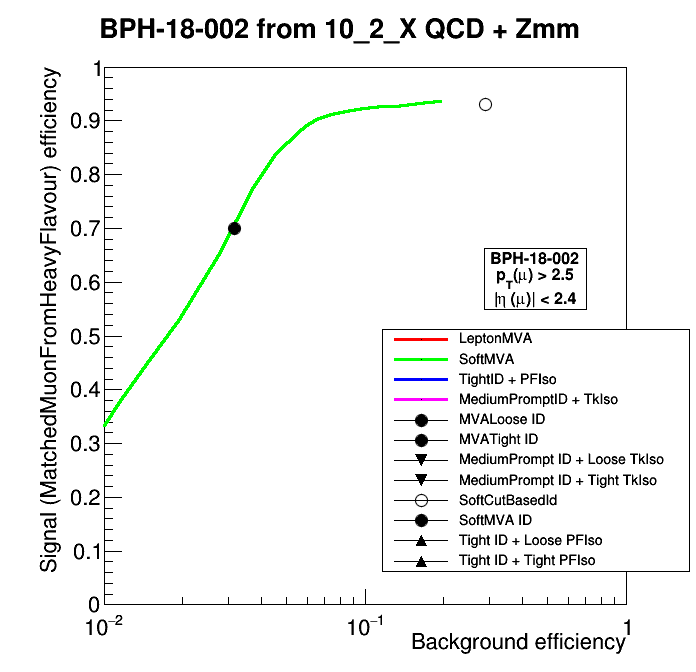 BPH-18-002 from 10_2_X QCD + Zmm
Signal (MatchedMuonFromHeavyFlavour) efficiency
1
0.9
0.8
0.7
0.6
0.5
0.4
0.3
0.2
0.1
0
BPH-18-002
p_T(μ) > 2.5
|η (μ)| < 2.4
LeptonMVA
SoftMVA
TightID + PFIso
MediumPromptID + TkIso
MVALoose ID
MVATight ID
MediumPrompt ID + Loose TkIso
MediumPrompt ID + Tight TkIso
SoftCutBasedId
SoftMVA ID
Tight ID + Loose PFIso
Tight ID + Tight PFIso
10⁻² 10⁻¹ 1
Background efficiency